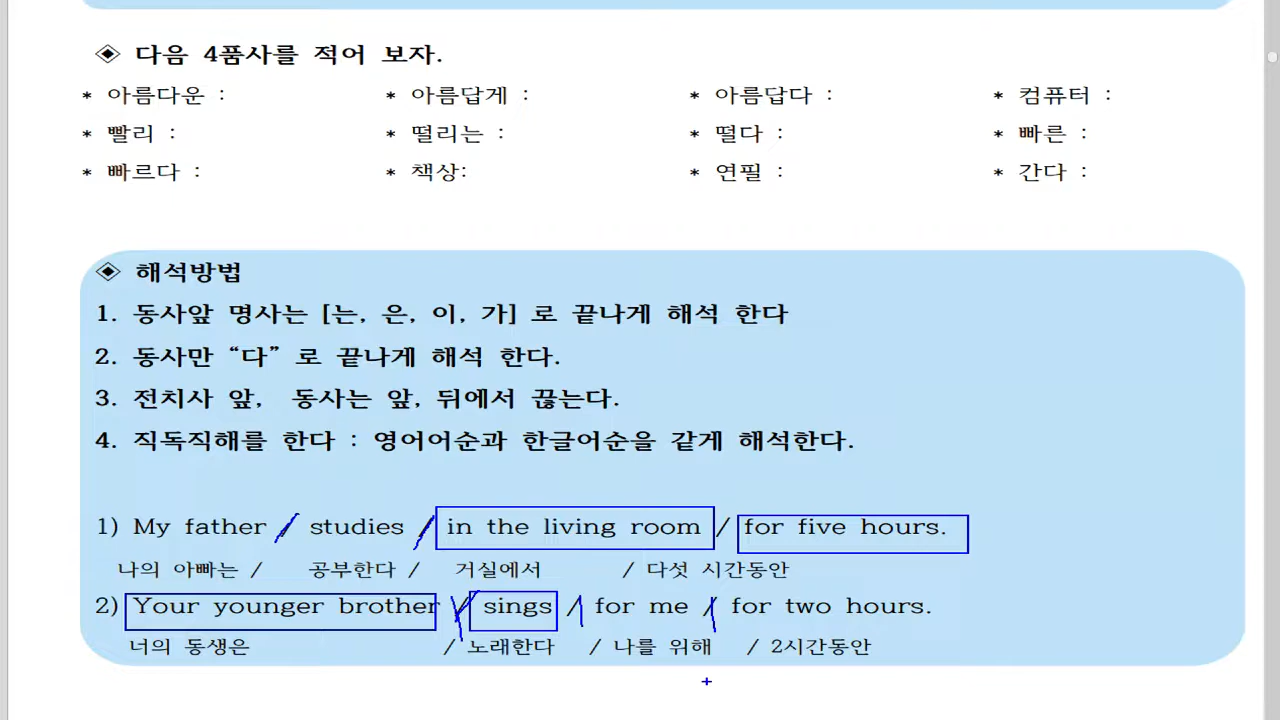 ◈ 다음 4품사를 적어 보자.
* 아름다운 : * 아름답게 : * 아름답다 : * 컴퓨터 :
* 빨리 : * 떨리는 : * 떨다 : * 빠른 :
* 빠르다 : * 책상: * 연필 : * 간다 :
◈ 해석방법
1. 동사앞 명사는 [는, 은, 이, 가] 로 끝나게 해석 한다
2. 동사만 “다” 로 끝나게 해석 한다.
3. 전치사 앞, 동사는 앞, 뒤에서 끊는다.
4. 직독직해를 한다 : 영어어순과 한글어순을 같게 해석한다.
1) My father / studies / in the living room / for five hours.
나의 아빠는 / 공부한다 / 거실에서 / 다섯 시간동안
2) Your younger brother / sings / for me / for two hours.
너의 동생은 / 노래한다 / 나를 위해 / 2시간동안